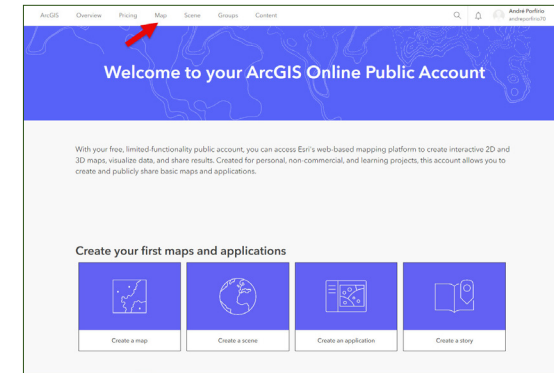 ArcGIS Overview Pricing Map Scene Groups Content
André Porfírio
andreporfirio70
Welcome to your ArcGIS Online Public Account
With your free, limited-functionality public account, you can access Esri's web-based mapping platform to create interactive 2D and
3D maps, visualize data, and share results. Created for personal, non-commercial, and learning projects, this account allows you to
create and publicly share basic maps and applications.
Create your first maps and applications
Create a map
Create a scene
Create an application
Create a story